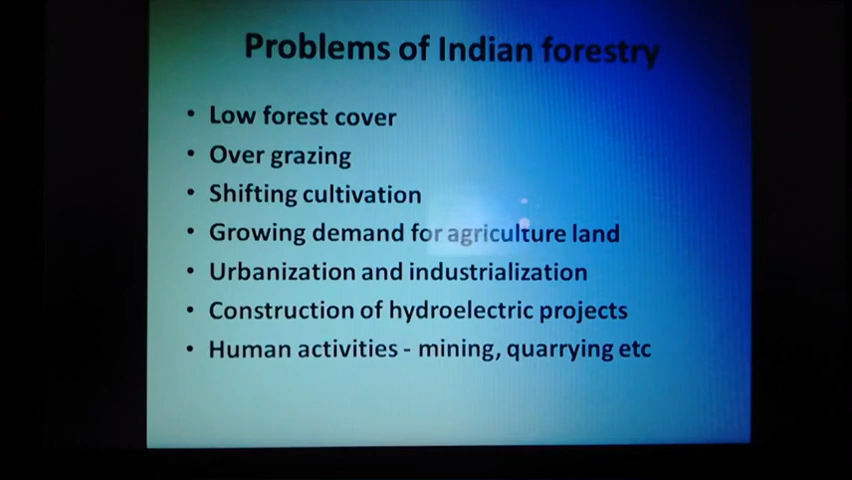 Problems of Indian forestry
• Low forest cover
• Over grazing
• Shifting cultivation
• Growing demand for agriculture land
• Urbanization and industrialization
• Construction of hydroelectric projects
• Human activities - mining, quarrying etc